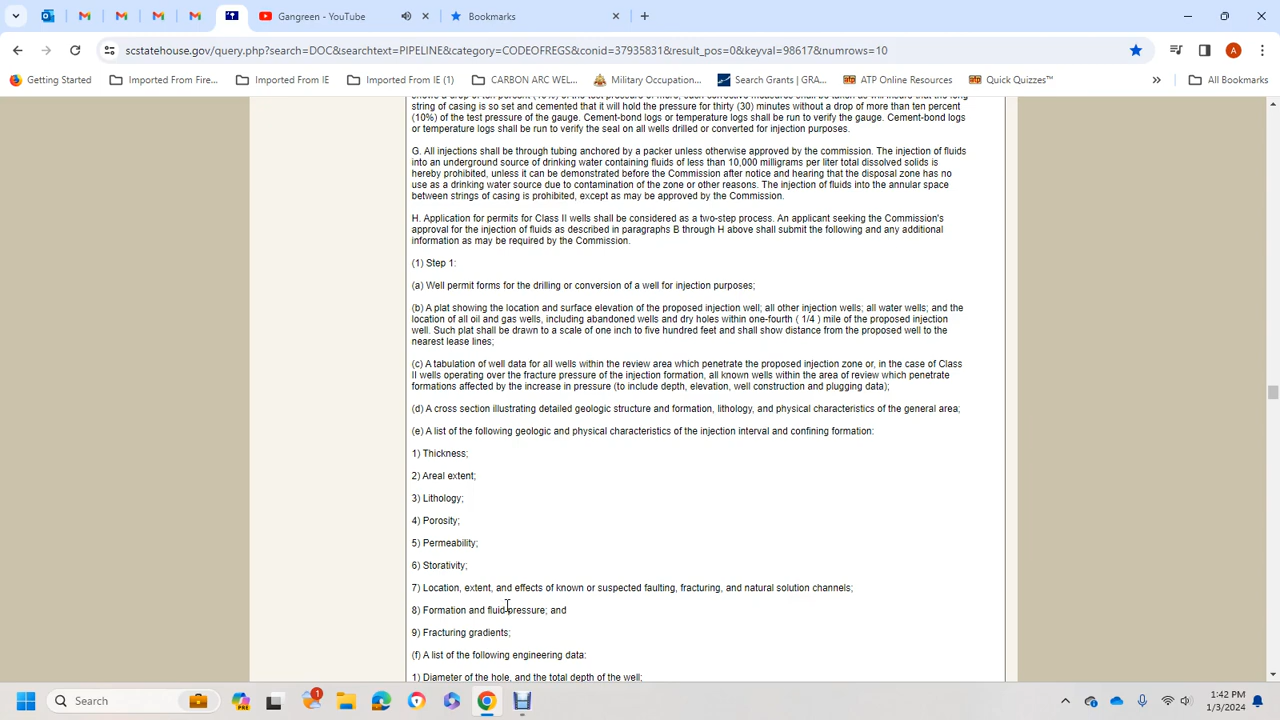 Gangreen - YouTube
Bookmarks
scstatehouse.gov/query.php?search=DOC&searchtext=PIPELINE&category=CODEOFREGS&conid=37935831&result_pos=0&keyval=98617&numrows=10
A
Getting Started
Imported From Fire...
Imported From IE
Imported From IE (1)
CARBON ARC WEL...
Military Occupation...
Search Grants | GRA...
ATP Online Resources
Quick Quizzes™
All Bookmarks
string of casing is so set and cemented that it will hold the pressure for thirty (30) minutes without a drop of more than ten percent
(10%) of the test pressure of the gauge. Cement-bond logs or temperature logs shall be run to verify the gauge. Cement-bond logs
or temperature logs shall be run to verify the seal on all wells drilled or converted for injection purposes.
G. All injections shall be through tubing anchored by a packer unless otherwise approved by the commission. The injection of fluids
into an underground source of drinking water containing fluids of less than 10,000 milligrams per liter total dissolved solids is
hereby prohibited, unless it can be demonstrated before the Commission after notice and hearing that the disposal zone has no
use as a drinking water source due to contamination of the zone or other reasons. The injection of fluids into the annular space
between strings of casing is prohibited, except as may be approved by the Commission.
H. Application for permits for Class II wells shall be considered as a two-step process. An applicant seeking the Commission's
approval for the injection of fluids as described in paragraphs B through H above shall submit the following and any additional
information as may be required by the Commission.
(1) Step 1:
(a) Well permit forms for the drilling or conversion of a well for injection purposes;
(b) A plat showing the location and surface elevation of the proposed injection well; all other injection wells; all water wells; and the
location of all oil and gas wells, including abandoned wells and dry holes within one-fourth ( 1/4 ) mile of the proposed injection
well. Such plat shall be drawn to a scale of one inch to five hundred feet and shall show distance from the proposed well to the
nearest lease lines;
(c) A tabulation of well data for all wells within the review area which penetrate the proposed injection zone or, in the case of Class
II wells operating over the fracture pressure of the injection formation, all known wells within the area of review which penetrate
formations affected by the increase in pressure (to include depth, elevation, well construction and plugging data);
(d) A cross section illustrating detailed geologic structure and formation, lithology, and physical characteristics of the general area;
(e) A list of the following geologic and physical characteristics of the injection interval and confining formation:
1) Thickness;
2) Areal extent;
3) Lithology;
4) Porosity;
5) Permeability;
6) Storativity;
7) Location, extent, and effects of known or suspected faulting, fracturing, and natural solution channels;
8) Formation and fluid pressure; and
9) Fracturing gradients;
(f) A list of the following engineering data:
1) Diameter of the hole, and the total depth of the well;
Search
1
1:42 PM
1/3/2024